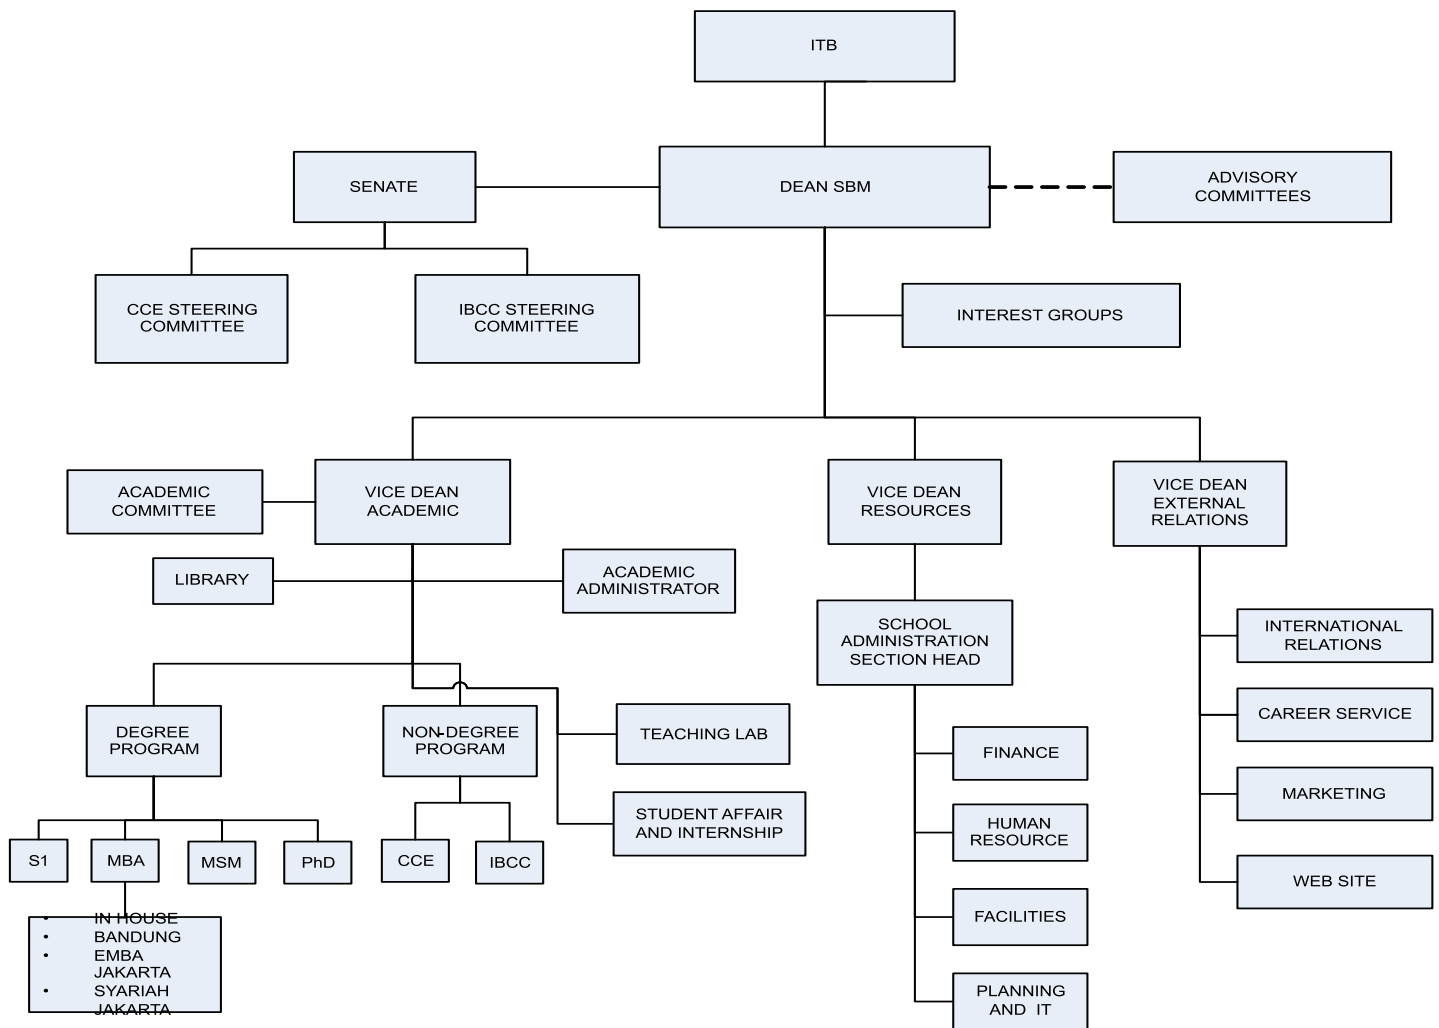 ITB
SENATE
DEAN SBM
ADVISORY
COMMITTEES
CCE STEERING
COMMITTEE
IBCC STEERING
COMMITTEE
INTEREST GROUPS
ACADEMIC
COMMITTEE
VICE DEAN
ACADEMIC
VICE DEAN
RESOURCES
VICE DEAN
EXTERNAL
RELATIONS
LIBRARY
ACADEMIC
ADMINISTRATOR
SCHOOL
ADMINISTRATION
SECTION HEAD
INTERNATIONAL
RELATIONS
CAREER SERVICE
MARKETING
WEB SITE
DEGREE
PROGRAM
NON-DEGREE
PROGRAM
TEACHING LAB
STUDENT AFFAIR
AND INTERNSHIP
FINANCE
HUMAN
RESOURCE
FACILITIES
PLANNING
AND IT
S1
MBA
MSM
PhD
CCE
IBCC
• IN HOUSE
• BANDUNG
• EMBA
JAKARTA
• SYARIAH
JAKARTA